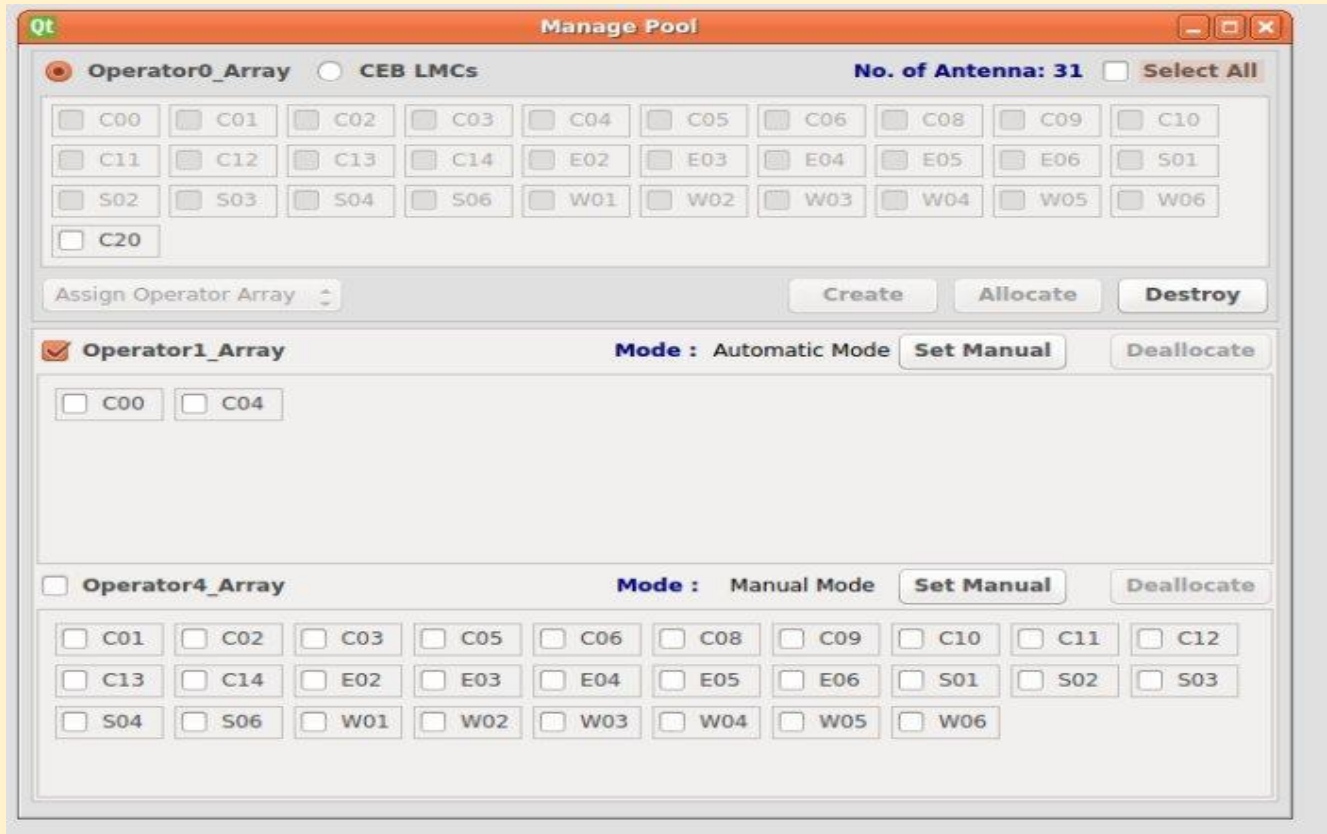 Qt Manage Pool
Operator0_Array CEB LMCs No. of Antenna: 31 Select All
C00 C01 C02 C03 C04 C05 C06 C08 C09 C10
C11 C12 C13 C14 E02 E03 E04 E05 E06 S01
S02 S03 S04 S06 W01 W02 W03 W04 W05 W06
C20
Assign Operator Array Create Allocate Destroy
Operator1_Array Mode : Automatic Mode Set Manual Deallocate
C00 C04
Operator4_Array Mode : Manual Mode Set Manual Deallocate
C01 C02 C03 C05 C06 C08 C09 C10 C11 C12
C13 C14 E02 E03 E04 E05 E06 S01 S02 S03
S04 S06 W01 W02 W03 W04 W05 W06